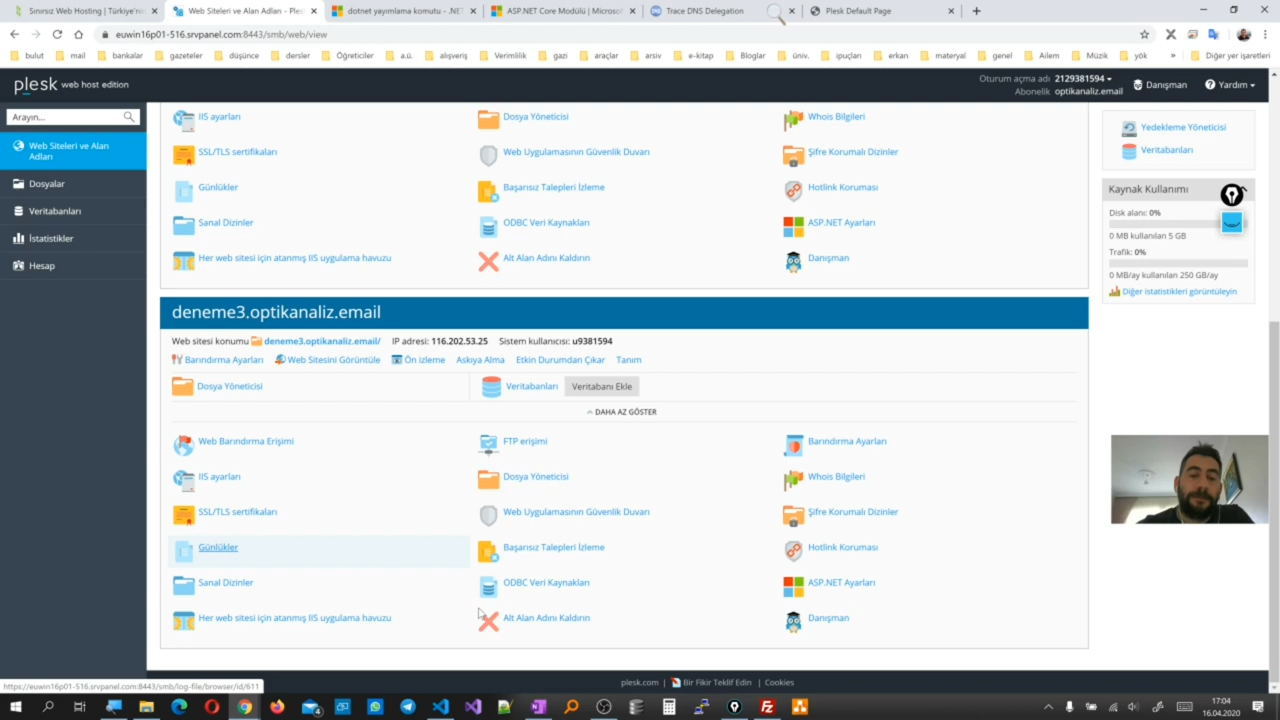 Sınırsız Web Hosting | Türkiye'nin
Web Siteleri ve Alan Adları - Ples
dotnet yayımlama komutu - .NET
ASP.NET Core Modülü | Microsof
Trace DNS Delegation
Plesk Default Page
euwin16p01-516.srvpanel.com:8443/smb/web/view
bulut
mail
bankalar
gazeteler
düşünce
dersler
Öğreticiler
a.ü.
alışveriş
Verimlilik
gazi
araçlar
arsiv
e-kitap
Bloglar
üniv.
ipuçları
erkan
materyal
genel
Ailem
Müzik
yök
»
Diğer yer işaretleri
plesk web host edition
Oturum açma adı 2129381594
Abonelik optikanaliz.email
Danışman
Yardım
Arayın...
Web Siteleri ve Alan
Adları
Dosyalar
Veritabanları
İstatistikler
Hesap
IIS ayarları
Dosya Yöneticisi
Whois Bilgileri
SSL/TLS sertifikaları
Web Uygulamasının Güvenlik Duvarı
Şifre Korumalı Dizinler
Günlükler
Başarısız Talepleri İzleme
Hotlink Koruması
Sanal Dizinler
ODBC Veri Kaynakları
ASP.NET Ayarları
Her web sitesi için atanmış IIS uygulama havuzu
Alt Alan Adını Kaldırın
Danışman
Yedekleme Yöneticisi
Veritabanları
Kaynak Kullanımı
Disk alanı: 0%
0 MB kullanılan 5 GB
Trafik: 0%
0 MB/ay kullanılan 250 GB/ay
Diğer istatistikleri görüntüleyin
deneme3.optikanaliz.email
Web sitesi konumu deneme3.optikanaliz.email/ IP adresi: 116.202.53.25 Sistem kullanıcısı: u9381594
Barındırma Ayarları Web Sitesini Görüntüle Ön izleme Askıya Alma Etkin Durumdan Çıkar Tanım
Dosya Yöneticisi
Veritabanları
Veritabanı Ekle
DAHA AZ GÖSTER
Web Barındırma Erişimi
FTP erişimi
Barındırma Ayarları
IIS ayarları
Dosya Yöneticisi
Whois Bilgileri
SSL/TLS sertifikaları
Web Uygulamasının Güvenlik Duvarı
Şifre Korumalı Dizinler
Günlükler
Başarısız Talepleri İzleme
Hotlink Koruması
Sanal Dizinler
ODBC Veri Kaynakları
ASP.NET Ayarları
Her web sitesi için atanmış IIS uygulama havuzu
Alt Alan Adını Kaldırın
Danışman
https://euwin16p01-516.srvpanel.com:8443/smb/log-file/browser/id/611
plesk.com | Bir Fikir Teklif Edin | Cookies
17:04
16.04.2020